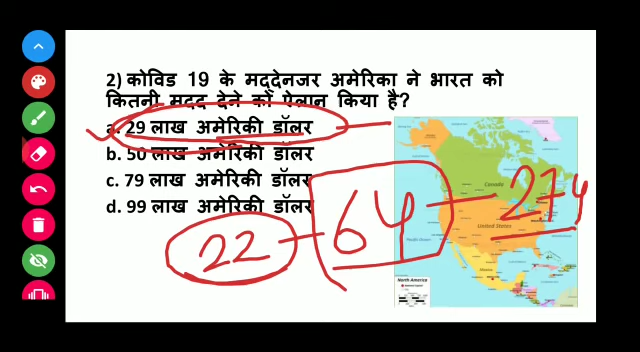 2) कोविड 19 के मद्देनजर अमेरिका ने भारत को
कितनी मदद देने का ऐलान किया है?
a. 29 लाख अमेरिकी डॉलर
b. 50 लाख अमेरिकी डॉलर
c. 79 लाख अमेरिकी डॉलर
d. 99 लाख अमेरिकी डॉलर
22 - 64 - 274
Canada
United States
Mexico
North America